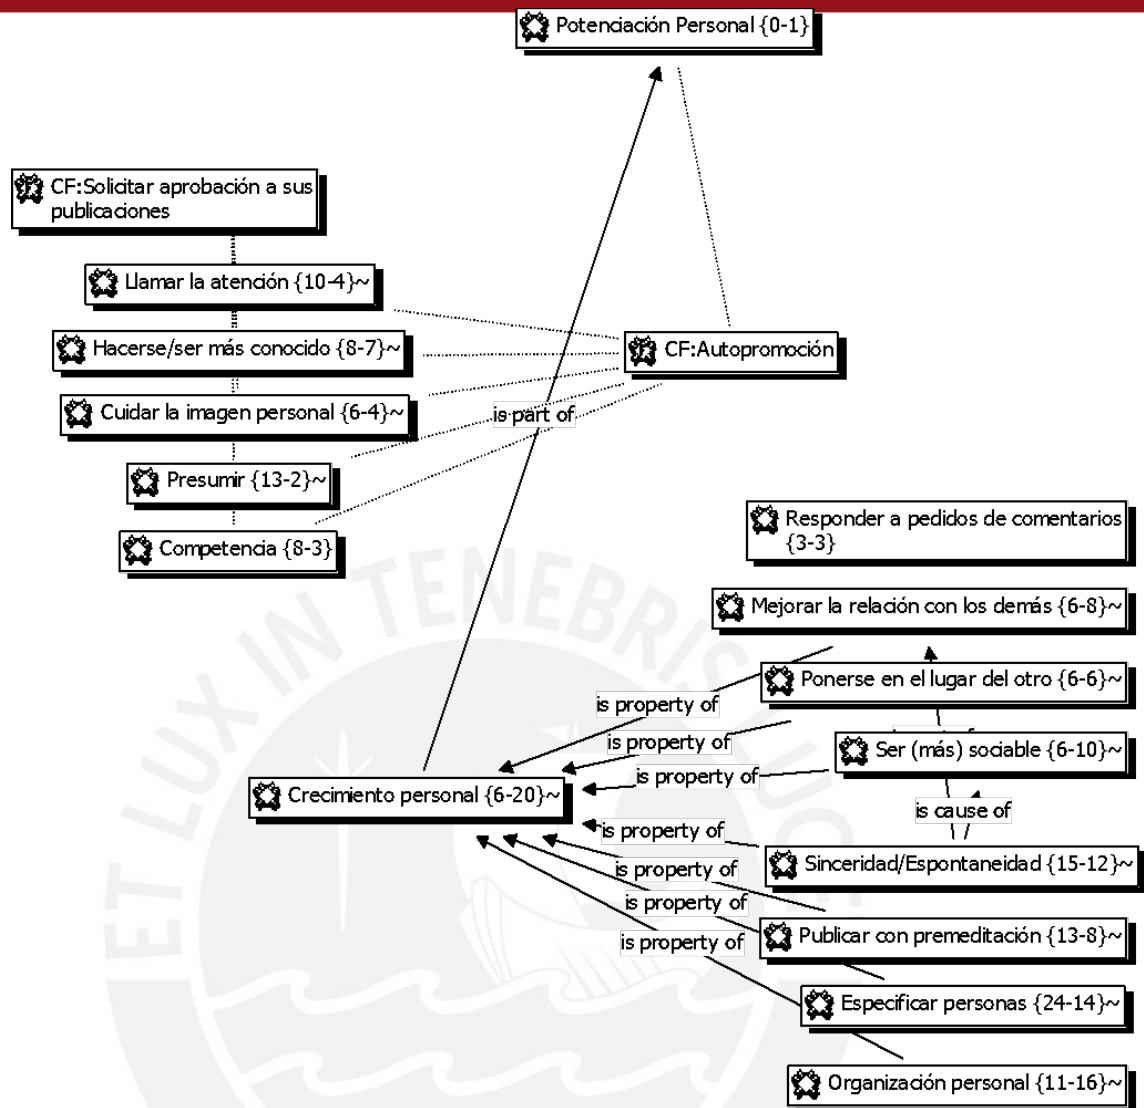 Potenciación Personal {0-1}
CF:Solicitar aprobación a sus
publicaciones
Llamar la atención {10-4}~
Hacerse/ser más conocido {8-7}~
CF:Autopromoción
Cuidar la imagen personal {6-4}~
is part of
Presumir {13-2}~
Competencia {8-3}
Responder a pedidos de comentarios
{3-3}
Mejorar la relación con los demás {6-8}~
Ponerse en el lugar del otro {6-6}~
is property of
is property of
Ser (más) sociable {6-10}~
is property of
Crecimiento personal {6-20}~
is cause of
is property of
Sinceridad/Espontaneidad {15-12}~
is property of
is property of
Publicar con premeditación {13-8}~
is property of
Especificar personas {24-14}~
Organización personal {11-16}~
ET LUX IN TENEBRIS